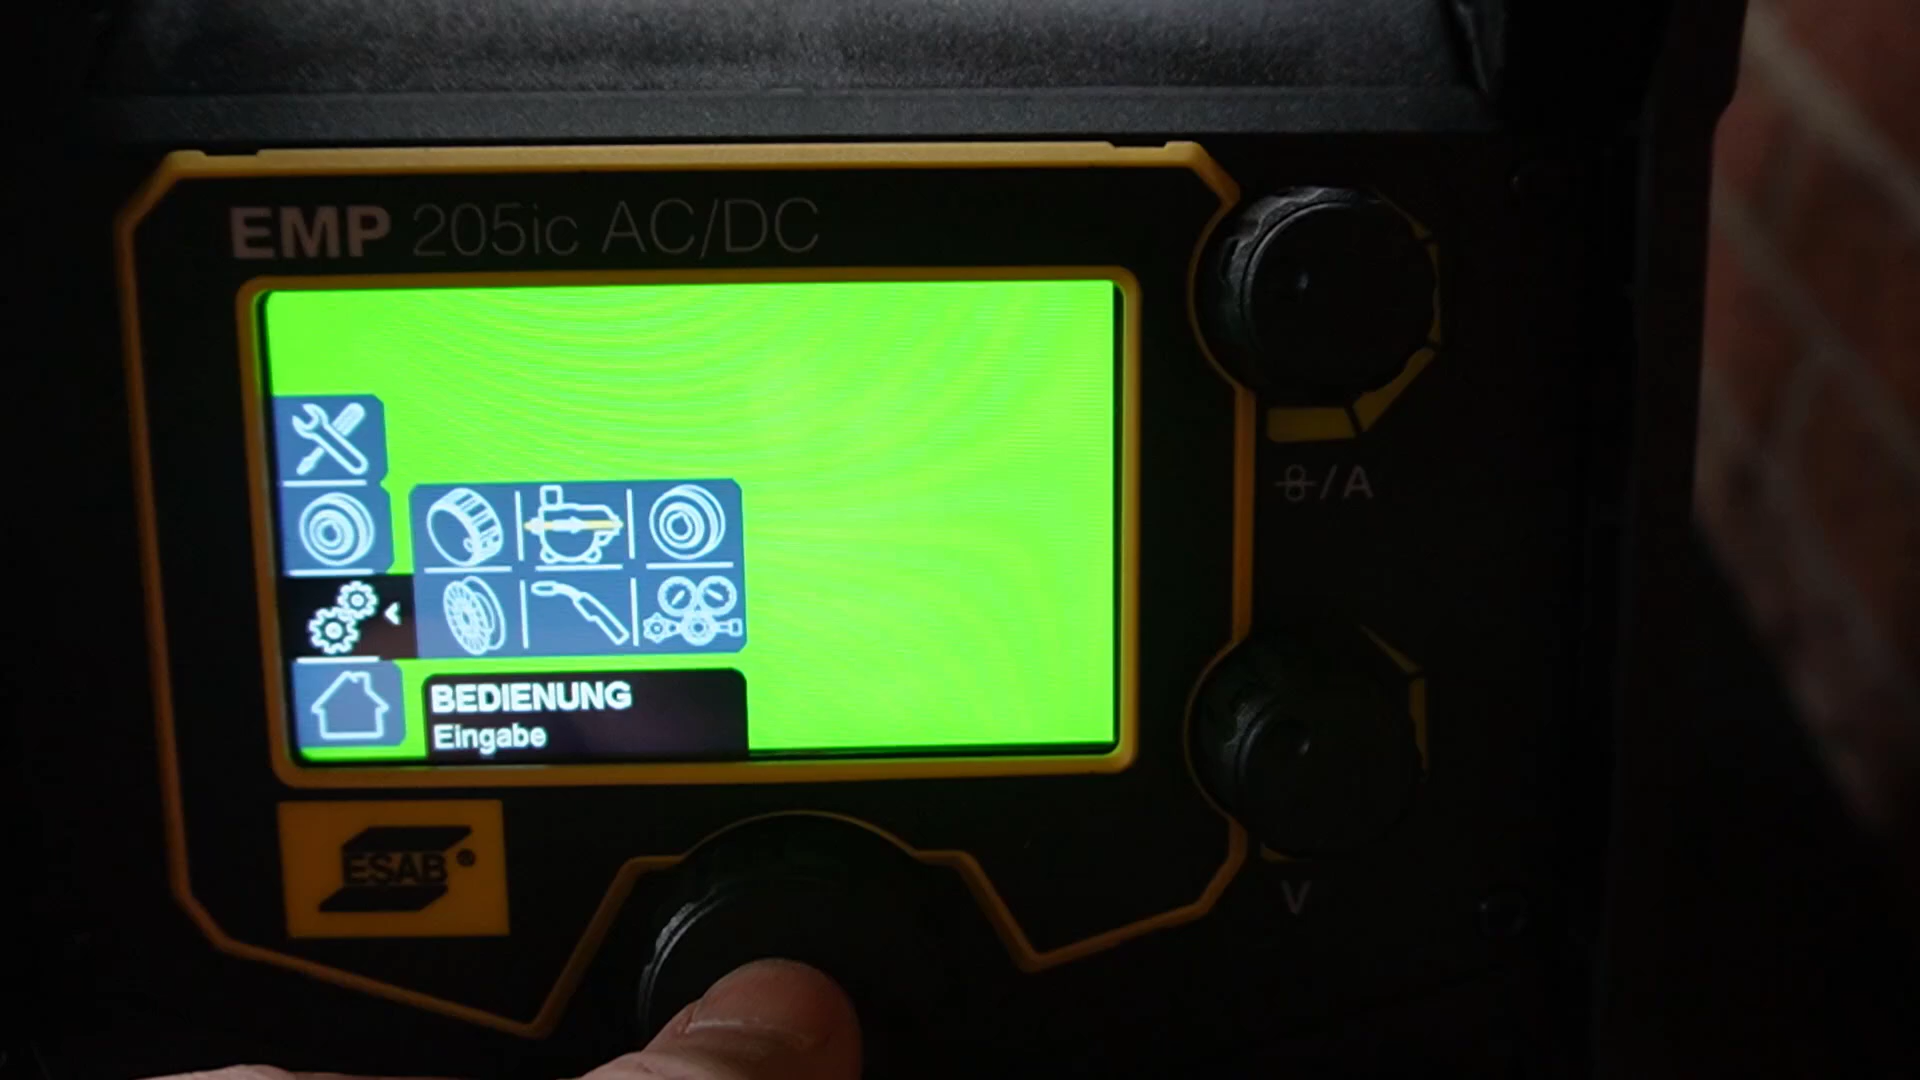 EMP 205ic AC/DC
/A
BEDIENUNG
Eingabe
ESAB®
V